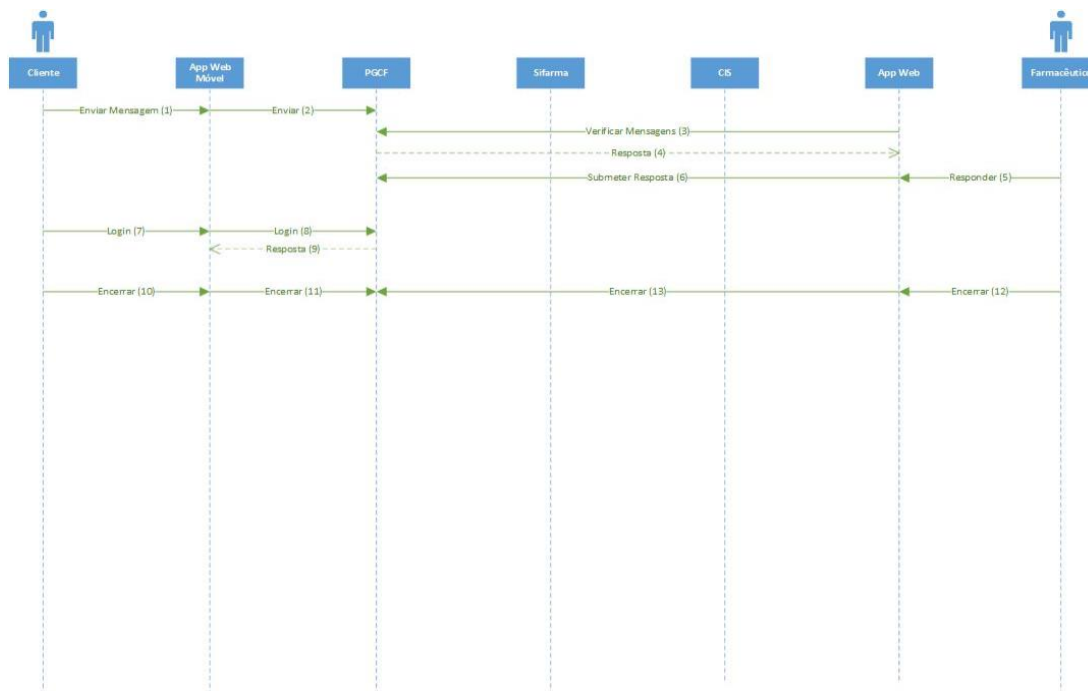 Cliente
App Web
Móvel
PGCF
Sifarma
CIS
App Web
Farmacêutico
Enviar Mensagem (1)
Enviar (2)
Verificar Mensagens (3)
Resposta (4)
Submeter Resposta (6)
Responder (5)
Login (7)
Login (8)
Resposta (9)
Encerrar (10)
Encerrar (11)
Encerrar (13)
Encerrar (12)